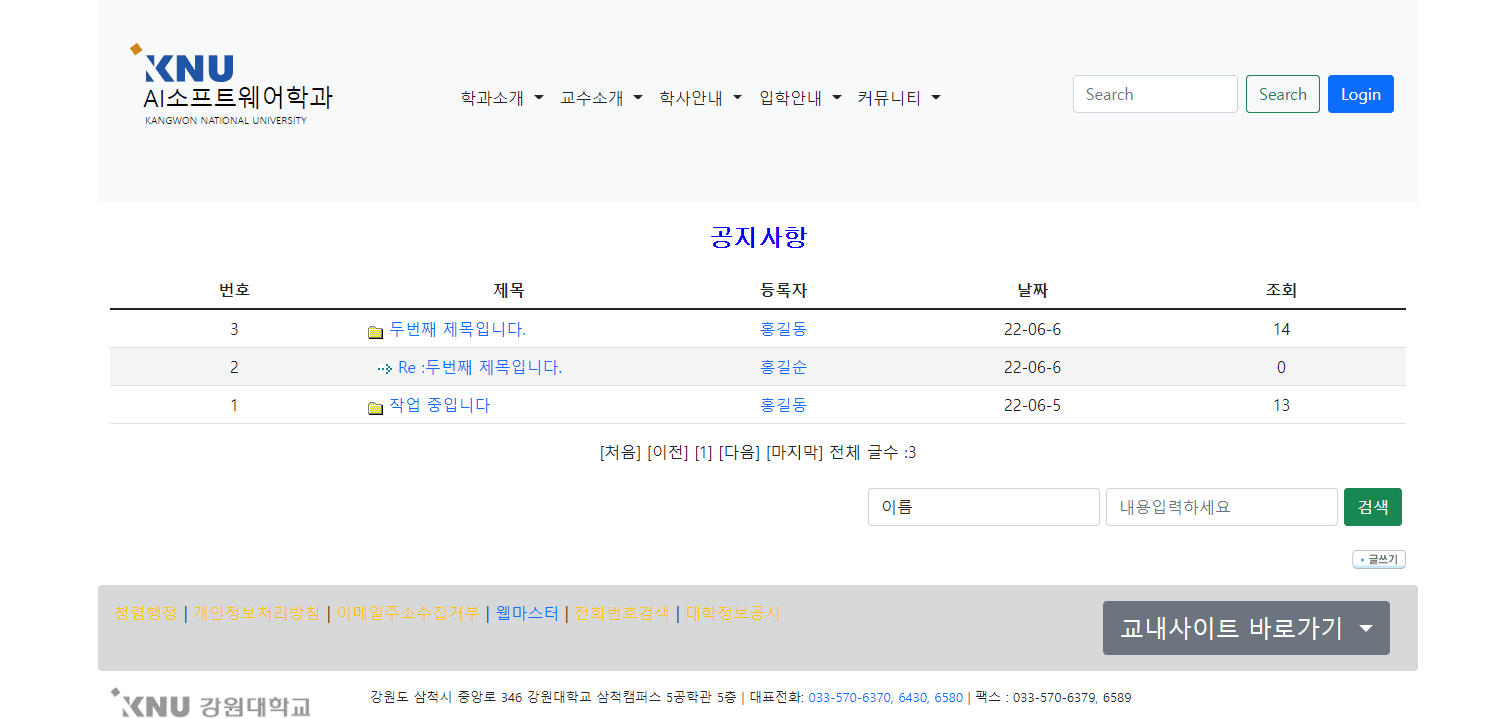 KNU
AI소프트웨어학과
KANGWON NATIONAL UNIVERSITY
학과소개 교수소개 학사안내 입학안내 커뮤니티
Search Search Login
공지사항
번호 제목 등록자 날짜 조회
3 두번째 제목입니다. 홍길동 22-06-6 14
2 Re :두번째 제목입니다. 홍길순 22-06-6 0
1 작업 중입니다 홍길동 22-06-5 13
[처음] [이전] [1] [다음] [마지막] 전체 글수 :3
이름 내용입력하세요 검색
글쓰기
청렴행정 | 개인정보처리방침 | 이메일주소수집거부 | 웹마스터 | 전화번호검색 | 대학정보공시
교내사이트 바로가기
KNU 강원대학교
강원도 삼척시 중앙로 346 강원대학교 삼척캠퍼스 5공학관 5층 | 대표전화: 033-570-6370, 6430, 6580 | 팩스 : 033-570-6379, 6589